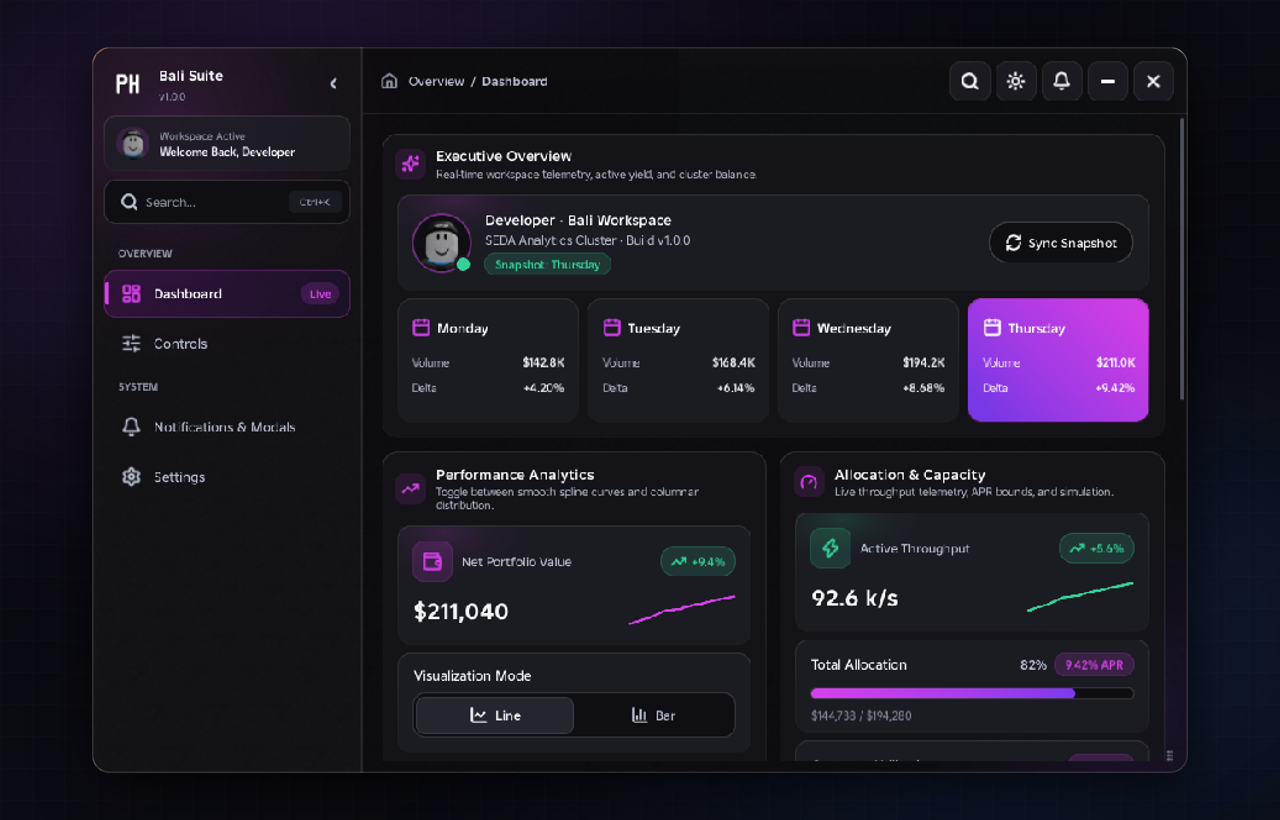 PH
Bali Suite
v1.0.0
Workspace Active
Welcome Back, Developer
Search...
Ctrl+K
OVERVIEW
Dashboard
Live
Controls
SYSTEM
Notifications & Modals
Settings
Overview / Dashboard
Executive Overview
Real-time workspace telemetry, active yield, and cluster balance.
Developer · Bali Workspace
SEDA Analytics Cluster · Build v1.0.0
Snapshot: Thursday
Sync Snapshot
Monday
Volume $142.8K
Delta +4.20%
Tuesday
Volume $168.4K
Delta +6.14%
Wednesday
Volume $194.2K
Delta +8.68%
Thursday
Volume $211.0K
Delta +9.42%
Performance Analytics
Toggle between smooth spline curves and columnar
distribution.
Net Portfolio Value
+9.4%
$211,040
Visualization Mode
Line
Bar
Allocation & Capacity
Live throughput telemetry, APR bounds, and simulation.
Active Throughput
+5.6%
92.6 k/s
Total Allocation
82%
9.42% APR
$144,738 / $194,280